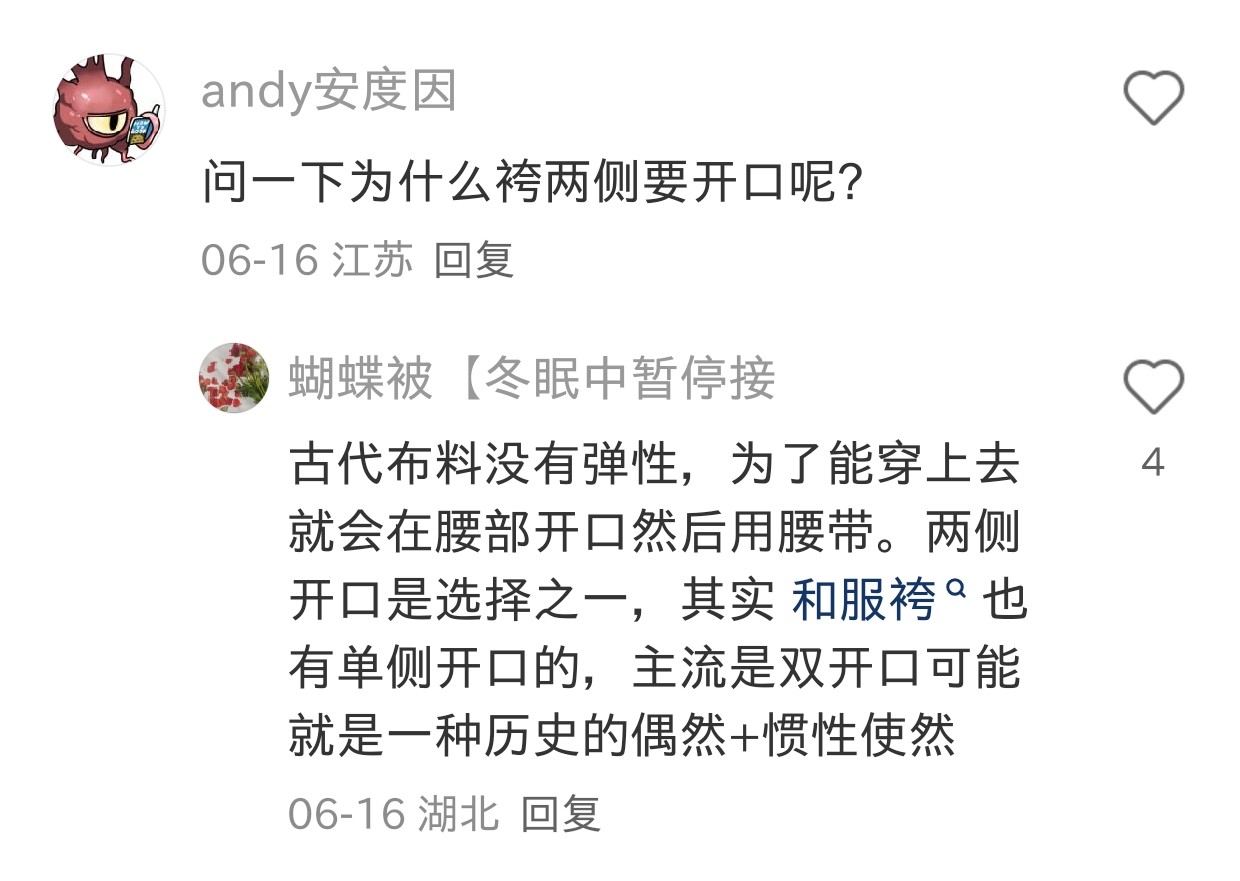 andy安度因
问一下为什么袴两侧要开口呢？
06-16 江苏 回复
蝴蝶被【冬眠中暂停接
古代布料没有弹性，为了能穿上去
就会在腰部开口然后用腰带。两侧
开口是选择之一，其实 和服袴 也
有单侧开口的，主流是双开口可能
就是一种历史的偶然+惯性使然
4
06-16 湖北 回复